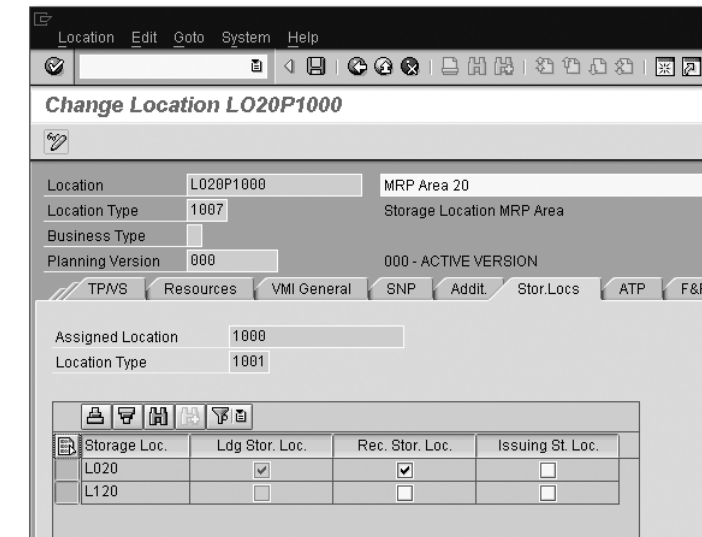 Location Edit Goto System Help
Change Location LO20P1000
Location L020P1000 MRP Area 20
Location Type 1007 Storage Location MRP Area
Business Type
Planning Version 000 000 - ACTIVE VERSION
TP/VS Resources VMI General SNP Addit. Stor.Locs ATP F&R
Assigned Location 1000
Location Type 1001
Storage Loc. Ldg Stor. Loc. Rec. Stor. Loc. Issuing St. Loc.
L020
L120